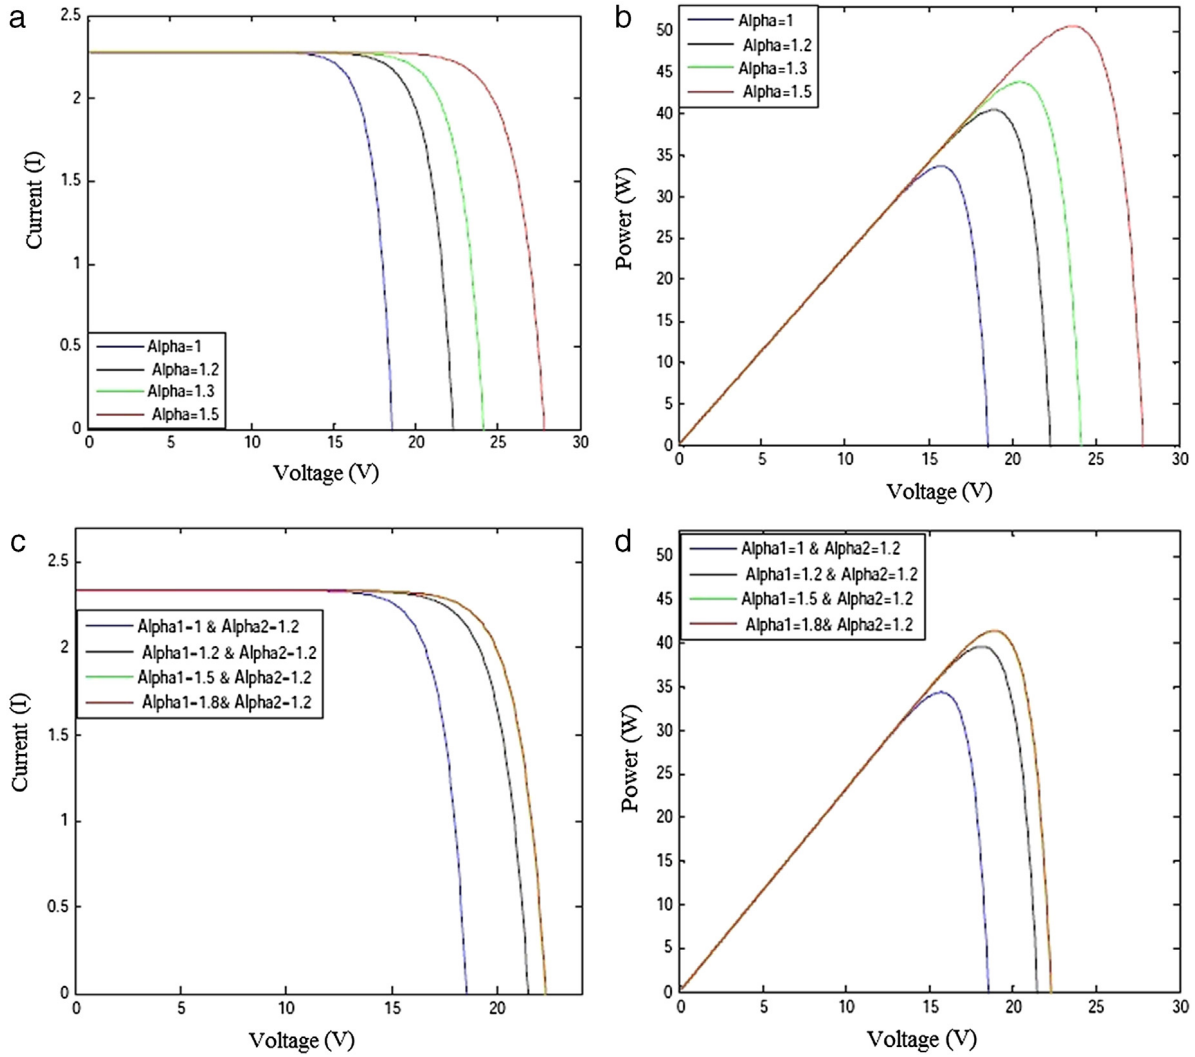 a
2.5
2
1.5
1
0.5
0
Current (I)
Alpha=1
Alpha=1.2
Alpha=1.3
Alpha=1.5
0 5 10 15 20 25 30
Voltage (V)
b
50
45
40
35
30
25
20
15
10
5
0
Power (W)
Alpha=1
Alpha=1.2
Alpha=1.3
Alpha=1.5
0 5 10 15 20 25 30
Voltage (V)
c
2.5
2
1.5
1
0.5
0
Current (I)
Alpha1-1 & Alpha2-1.2
Alpha1-1.2 & Alpha2-1.2
Alpha1-1.5 & Alpha2-1.2
Alpha1-1.8& Alpha2-1.2
0 5 10 15 20
Voltage (V)
d
50
45
40
35
30
25
20
15
10
5
0
Power (W)
Alpha1=1 & Alpha2=1.2
Alpha1=1.2 & Alpha2=1.2
Alpha1=1.5 & Alpha2=1.2
Alpha1=1.8& Alpha2=1.2
0 5 10 15 20 25 30
Voltage (V)